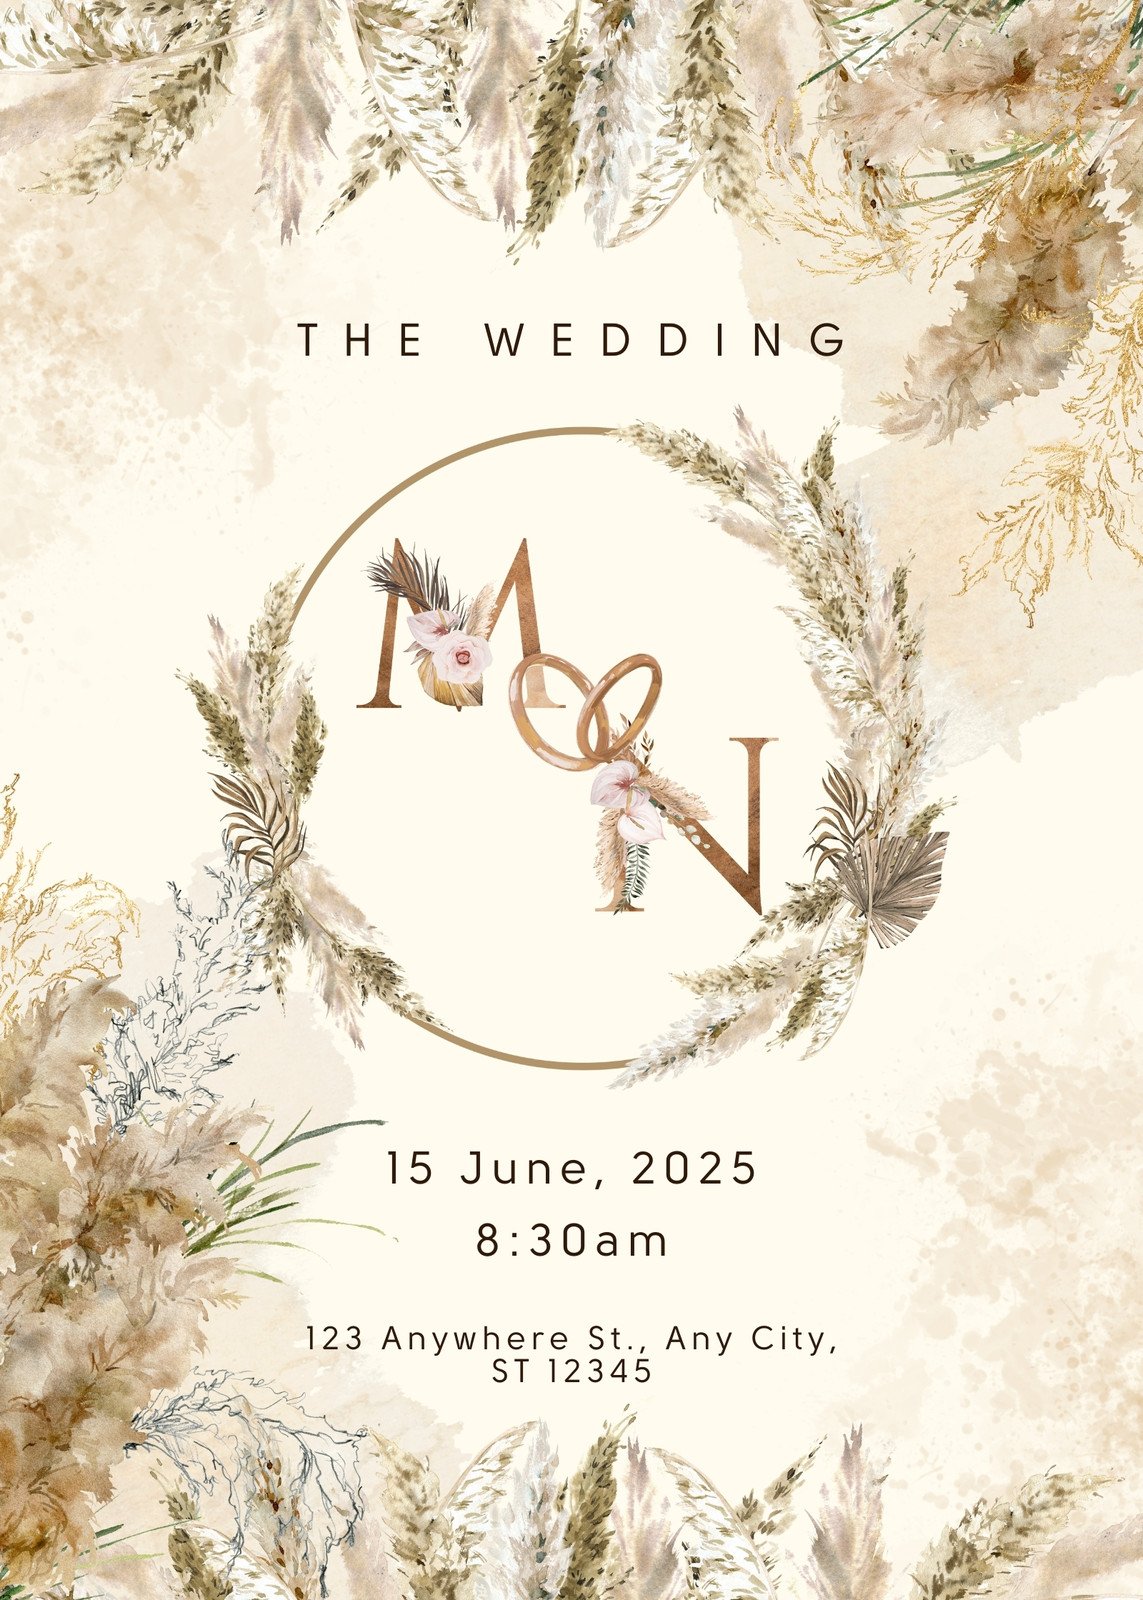 THE WEDDING
M
N
15 June, 2025
8:30am
123 Anywhere St., Any City,
ST 12345